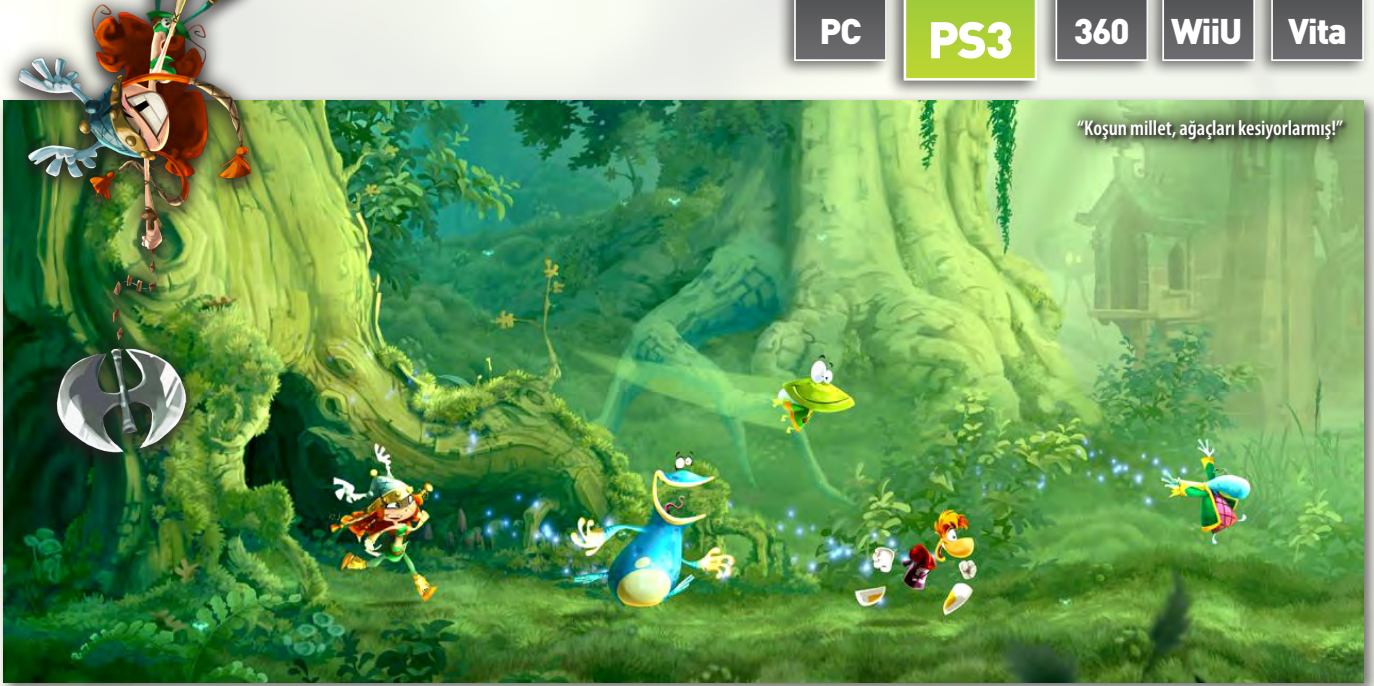 PC PS3 360 WiiU Vita
“Koşun millet, ağaçları kesiyorlarmış!”